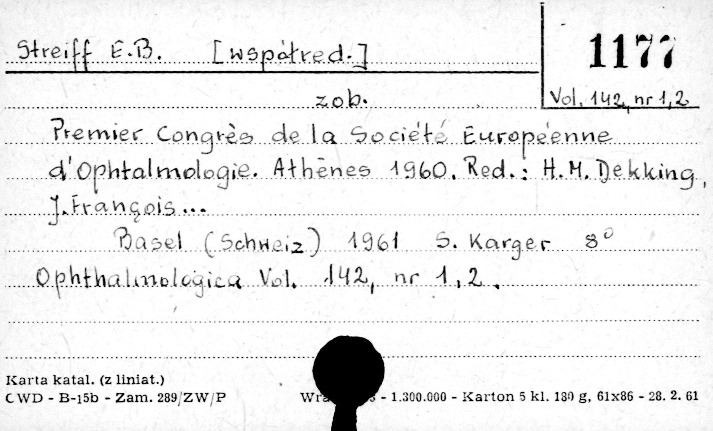 Streiff E.B. [współred.]
1177
Vol. 142, nr 1,2
zob.
Premier Congrès de la Société Européenne
d'Ophtalmologie. Athènes 1960. Red.: H.M. Dekking,
J. François...
Basel (Schweiz) 1961 S. Karger 8°
Ophthalmologica Vol. 142, nr 1,2.
Karta katal. (z liniat.)
CWD - B-15b - Zam. 289/ZW/P
- 1.300.000 - Karton 5 kl. 180 g, 61x86 - 28. 2. 61